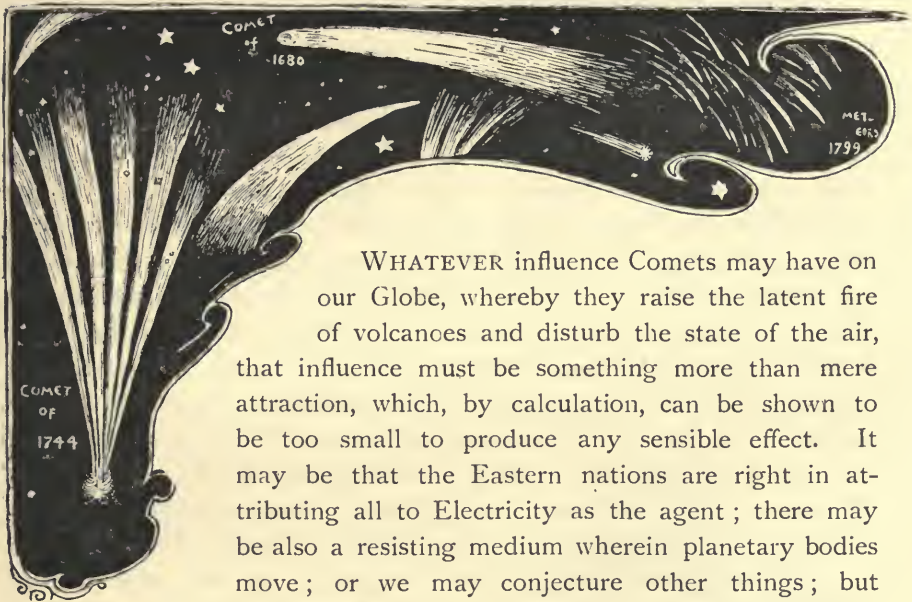 COMET
of
1680
MET-
EORS
1799
COMET
OF
1744
WHATEVER influence Comets may have on
our Globe, whereby they raise the latent fire
of volcanoes and disturb the state of the air,
that influence must be something more than mere
attraction, which, by calculation, can be shown to
be too small to produce any sensible effect. It
may be that the Eastern nations are right in at-
tributing all to Electricity as the agent ; there may
be also a resisting medium wherein planetary bodies
move ; or we may conjecture other things ; but